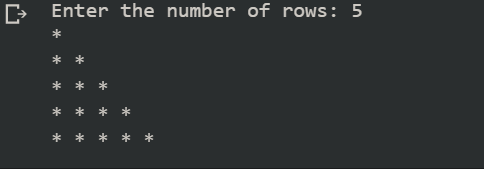 Enter the number of rows: 5
*
* *
* * *
* * * *
* * * * *